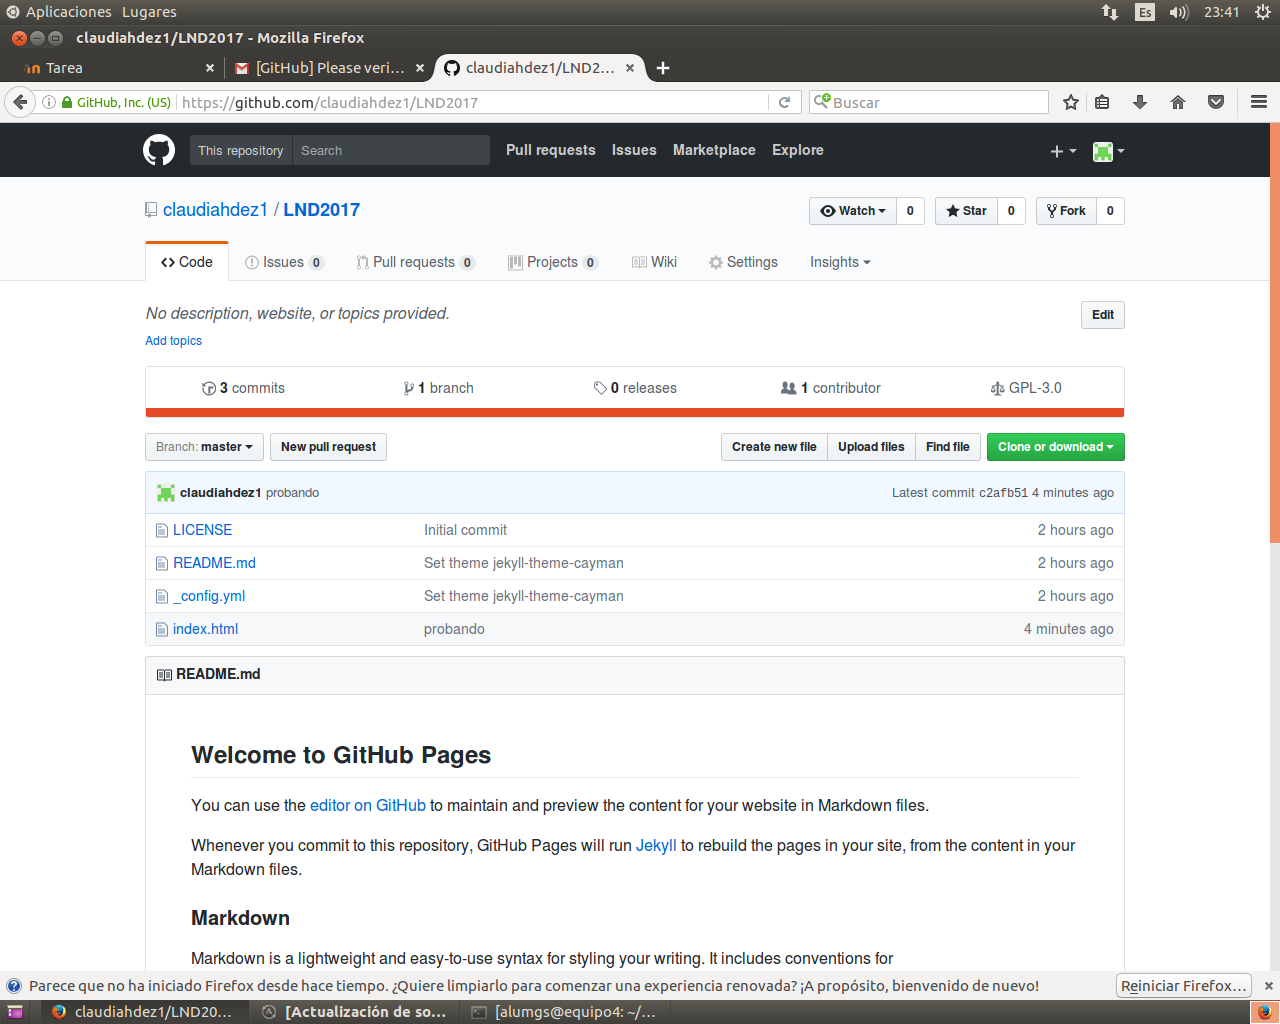 Aplicaciones Lugares Es 23:41
claudiahdez1/LND2017 - Mozilla Firefox
Tarea × [GitHub] Please veri... × claudiahdez1/LND2... × +
GitHub, Inc. (US) https://github.com/claudiahdez1/LND2017 Buscar
This repository Search Pull requests Issues Marketplace Explore
claudiahdez1 / LND2017 Watch 0 Star 0 Fork 0
Code Issues 0 Pull requests 0 Projects 0 Wiki Settings Insights
No description, website, or topics provided. Edit
Add topics
3 commits 1 branch 0 releases 1 contributor GPL-3.0
Branch: master New pull request Create new file Upload files Find file Clone or download
claudiahdez1 probando Latest commit c2afb51 4 minutes ago
LICENSE Initial commit 2 hours ago
README.md Set theme jekyll-theme-cayman 2 hours ago
_config.yml Set theme jekyll-theme-cayman 2 hours ago
index.html probando 4 minutes ago
README.md
Welcome to GitHub Pages
You can use the editor on GitHub to maintain and preview the content for your website in Markdown files.
Whenever you commit to this repository, GitHub Pages will run Jekyll to rebuild the pages in your site, from the content in your
Markdown files.
Markdown
Markdown is a lightweight and easy-to-use syntax for styling your writing. It includes conventions for
Parece que no ha iniciado Firefox desde hace tiempo. ¿Quiere limpiarlo para comenzar una experiencia renovada? ¡A propósito, bienvenido de nuevo! Reiniciar Firefox... ×
claudiahdez1/LND20... [Actualización de so... [alumgs@equipo4: ~/...